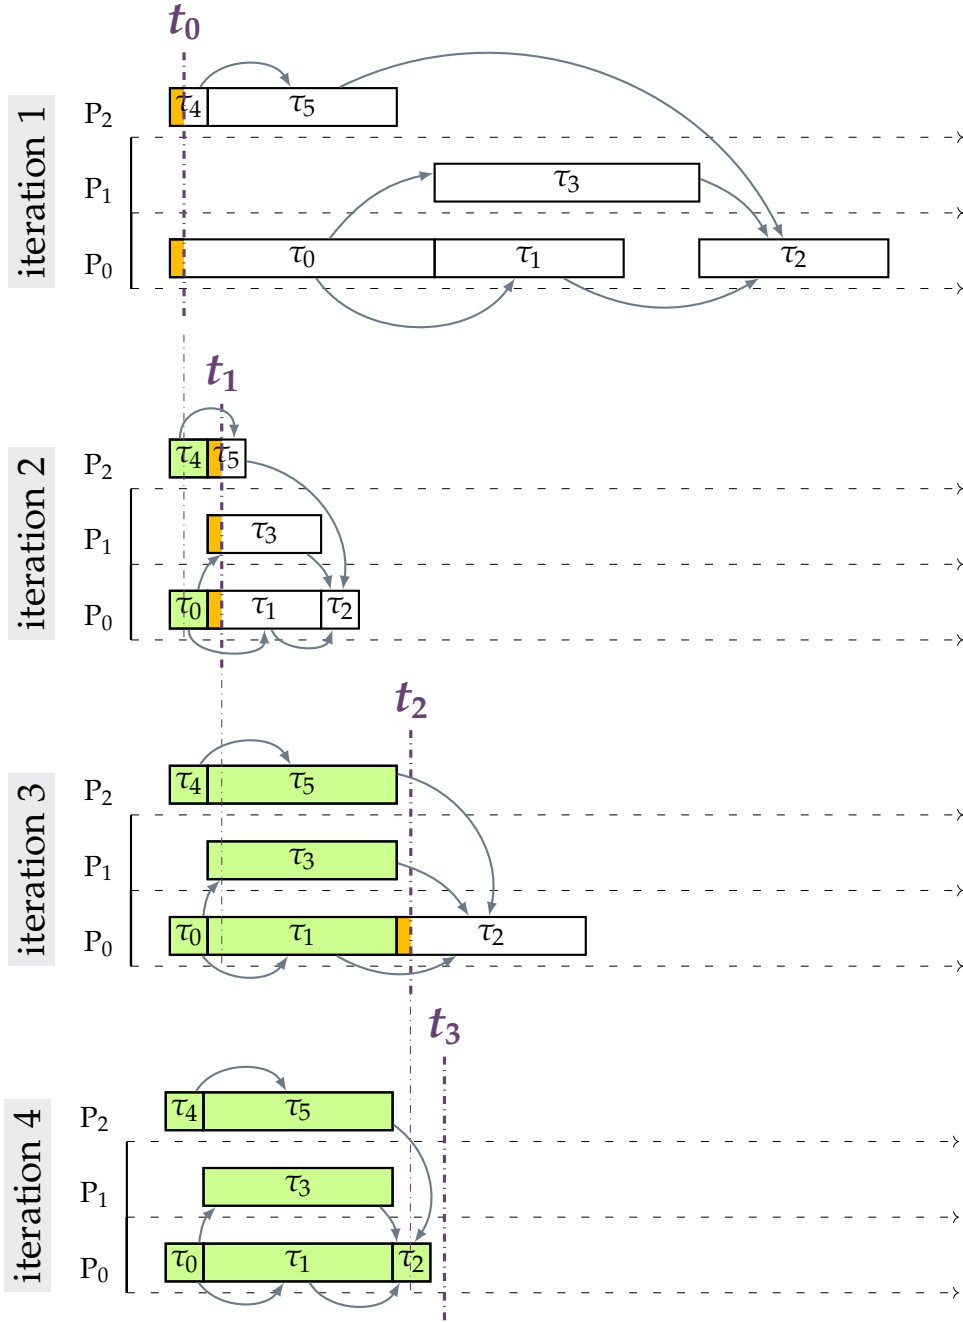 t₀
iteration 1
P₂
τ₄ τ₅
P₁
τ₃
P₀
τ₀ τ₁ τ₂
t₁
iteration 2
P₂
τ₄ τ₅
P₁
τ₃
P₀
τ₀ τ₁ τ₂
t₂
iteration 3
P₂
τ₄ τ₅
P₁
τ₃
P₀
τ₀ τ₁ τ₂
t₃
iteration 4
P₂
τ₄ τ₅
P₁
τ₃
P₀
τ₀ τ₁ τ₂